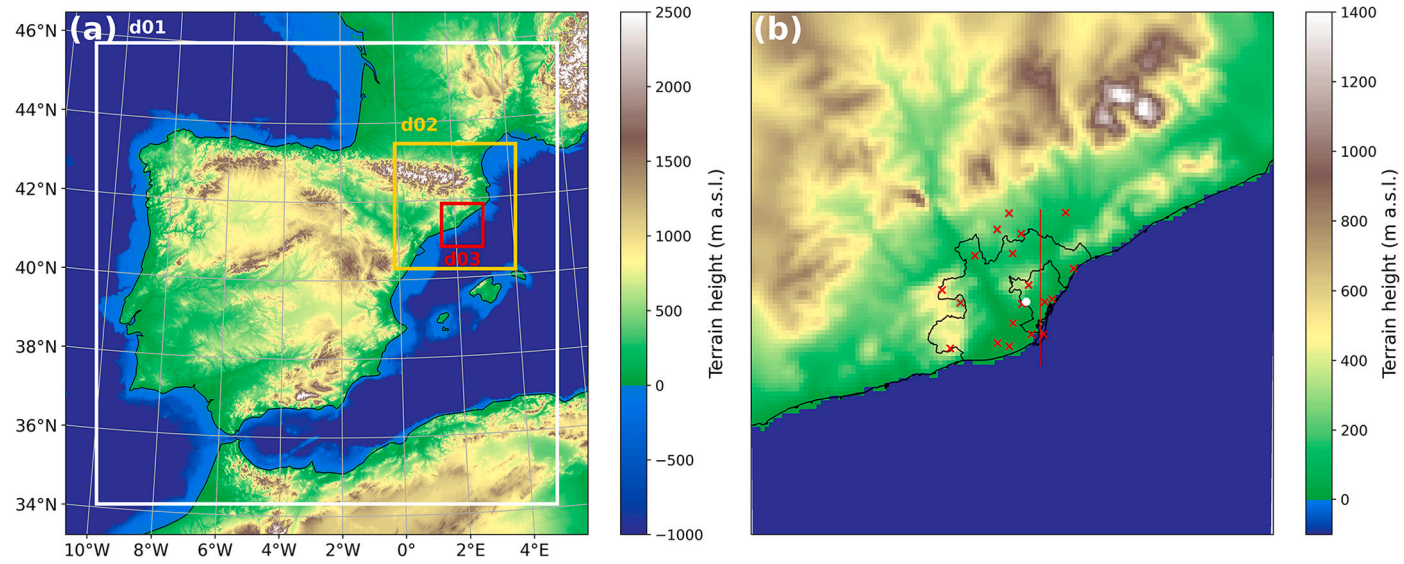 (a) d01
d02
d03
46°N
44°N
42°N
40°N
38°N
36°N
34°N
10°W 8°W 6°W 4°W 2°W 0° 2°E 4°E
2500
2000
1500
1000
500
0
−500
−1000
Terrain height (m a.s.l.)
(b)
1400
1200
1000
800
600
400
200
0
Terrain height (m a.s.l.)